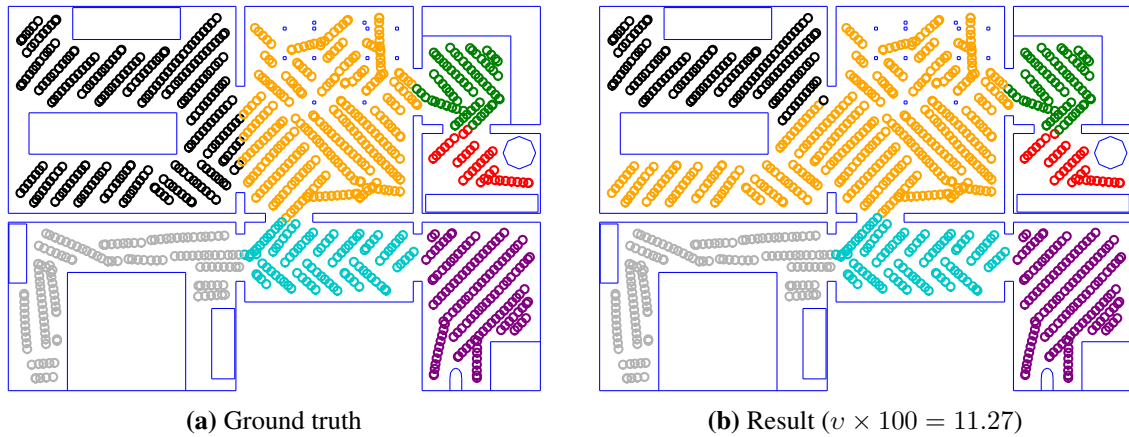 (a) Ground truth
(b) Result (υ × 100 = 11.27)